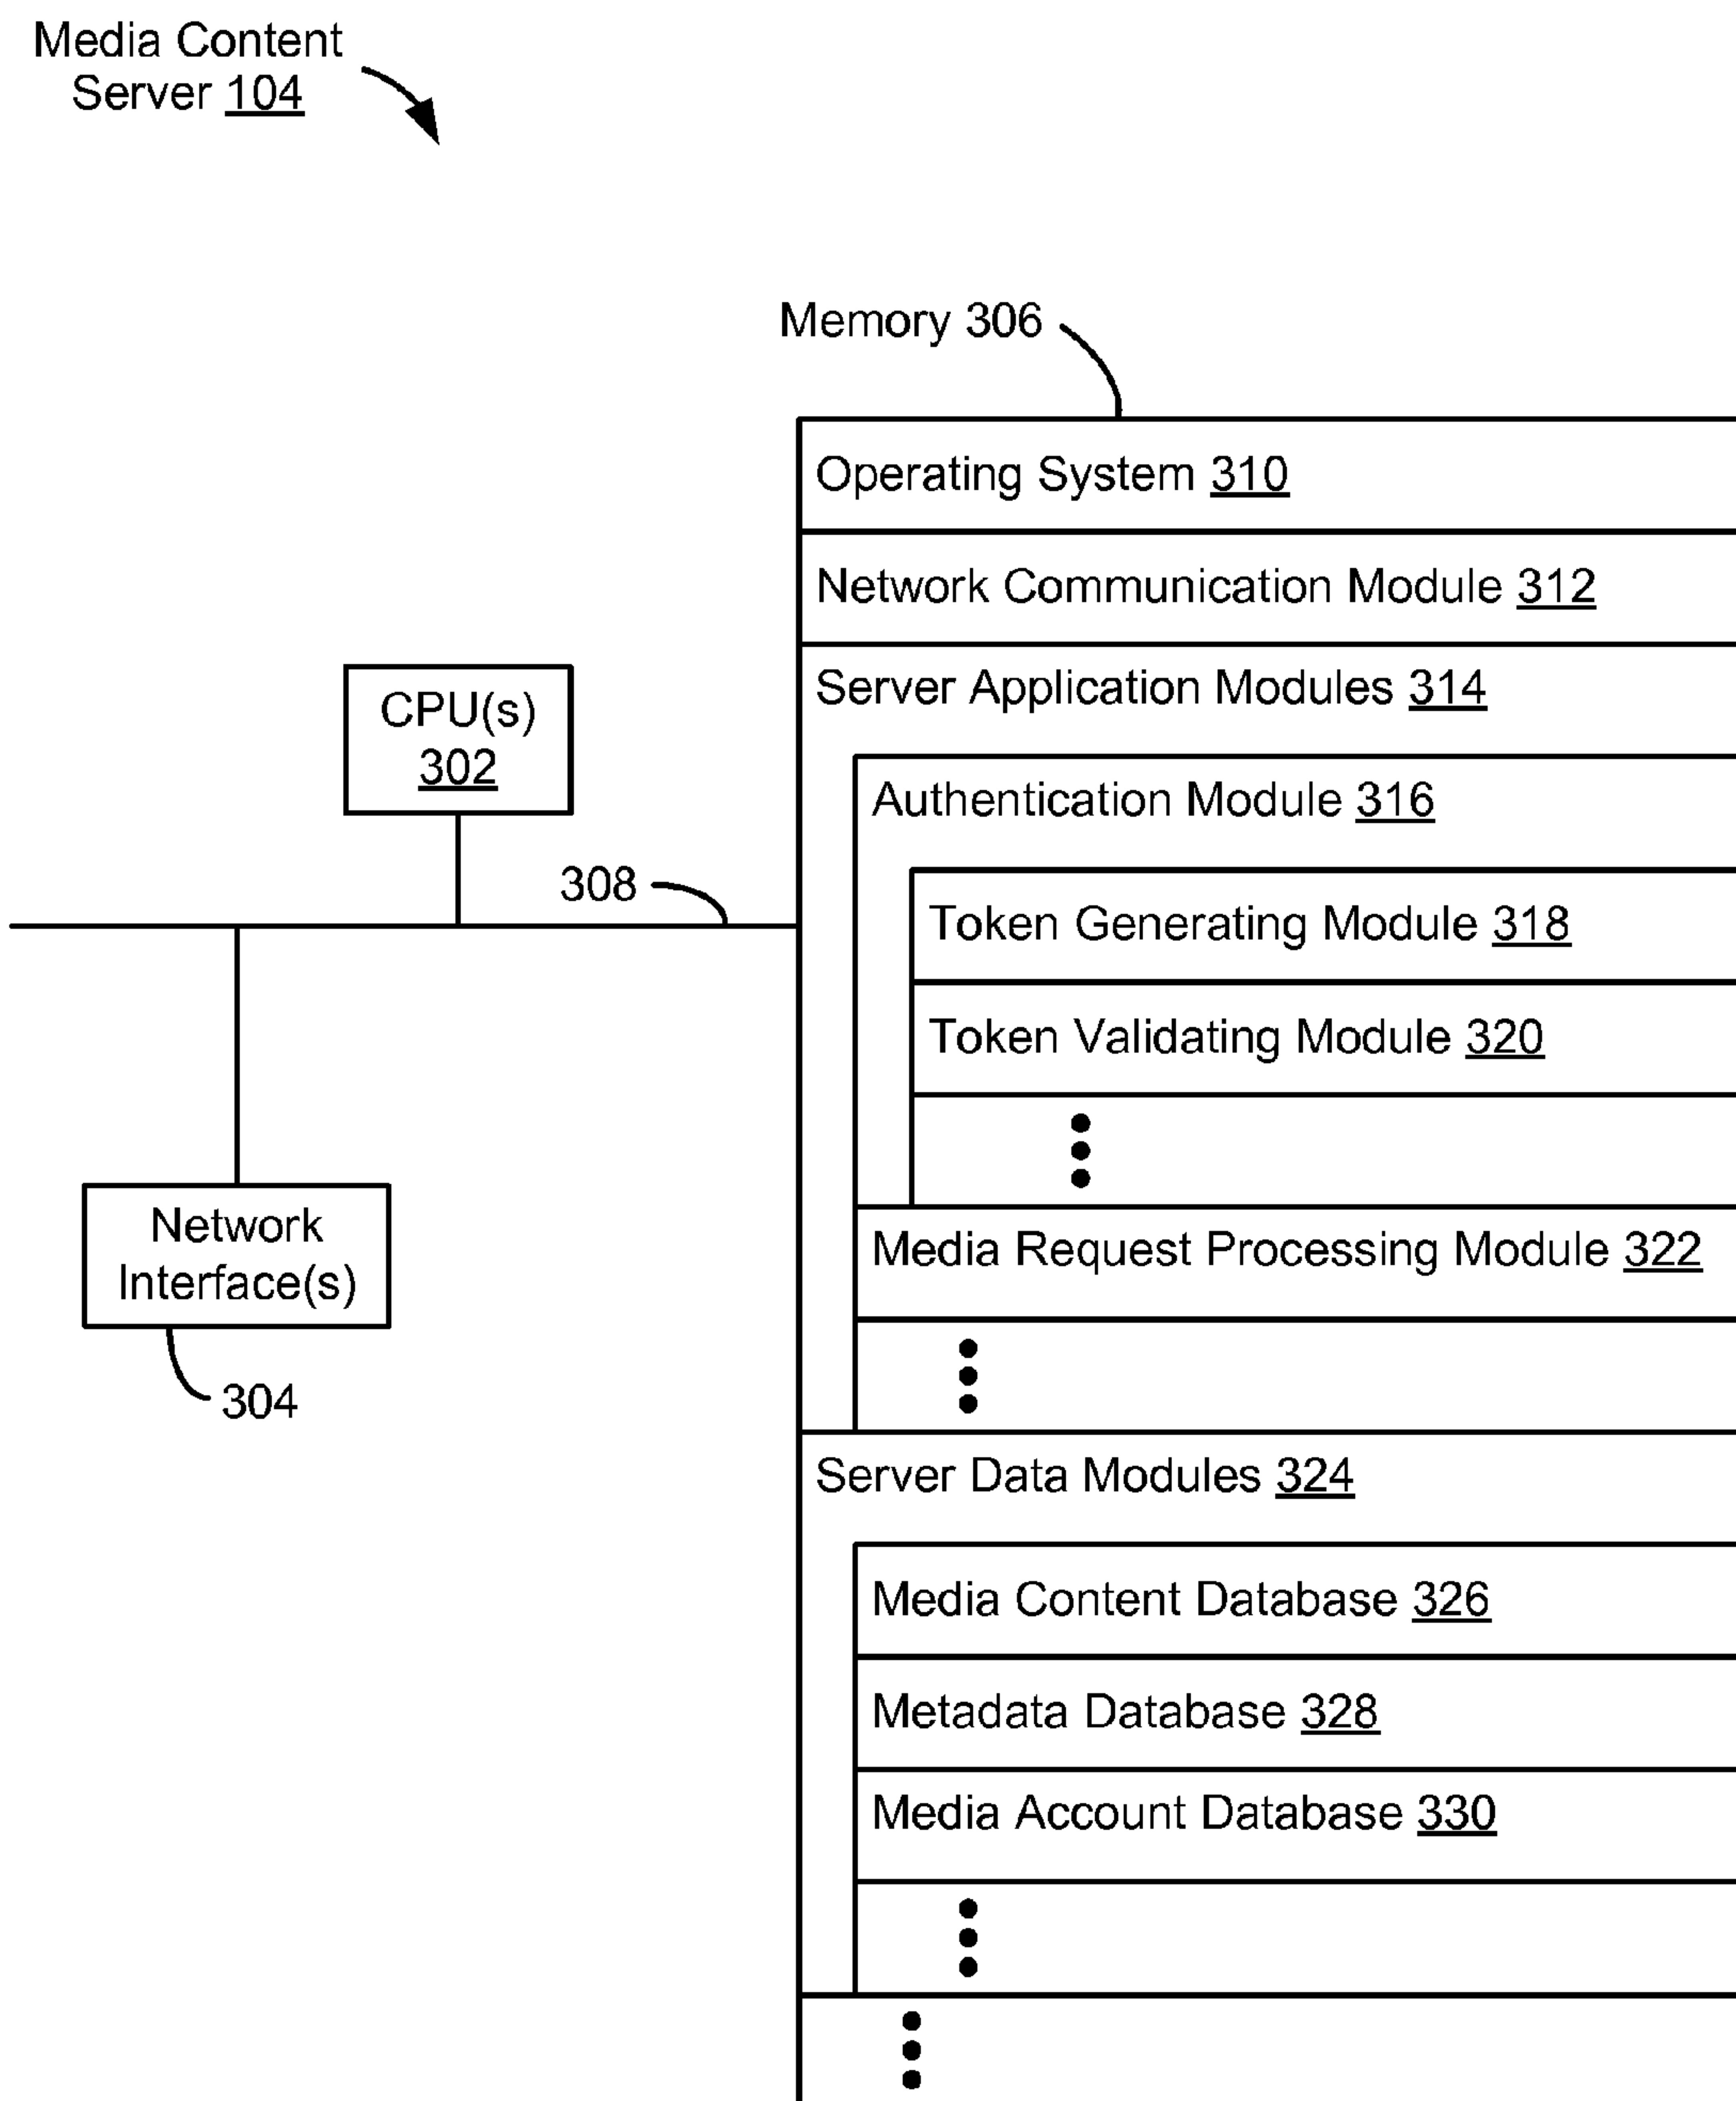 Media Content
Server 104
Memory 306
Operating System 310
Network Communication Module 312
Server Application Modules 314
CPU(s)
302
Authentication Module 316
308
Token Generating Module 318
Token Validating Module 320
Network
Interface(s)
304
Media Request Processing Module 322
Server Data Modules 324
Media Content Database 326
Metadata Database 328
Media Account Database 330